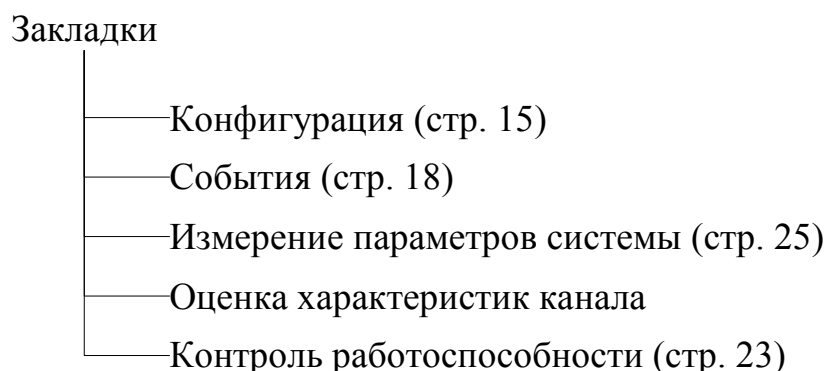 Закладки
Конфигурация (стр. 15)
События (стр. 18)
Измерение параметров системы (стр. 25)
Оценка характеристик канала
Контроль работоспособности (стр. 23)